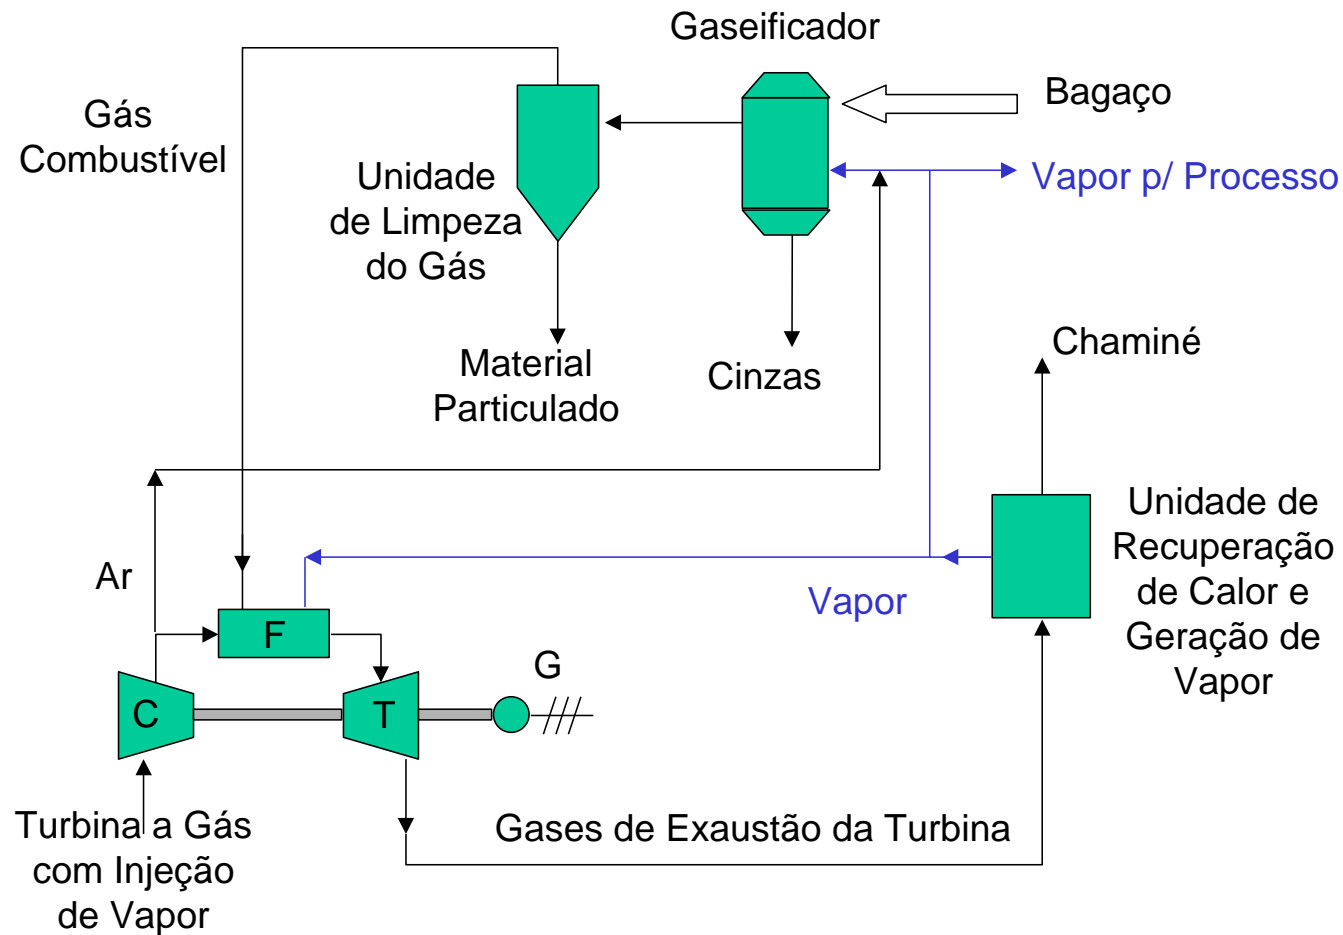 Gaseificador
Bagaço
Gás
Combustível
Unidade
de Limpeza
do Gás
Vapor p/ Processo
Material
Particulado
Cinzas
Chaminé
Unidade de
Recuperação
de Calor e
Geração de
Vapor
Ar
Vapor
F
G
C
T
Turbina a Gás
com Injeção
de Vapor
Gases de Exaustão da Turbina